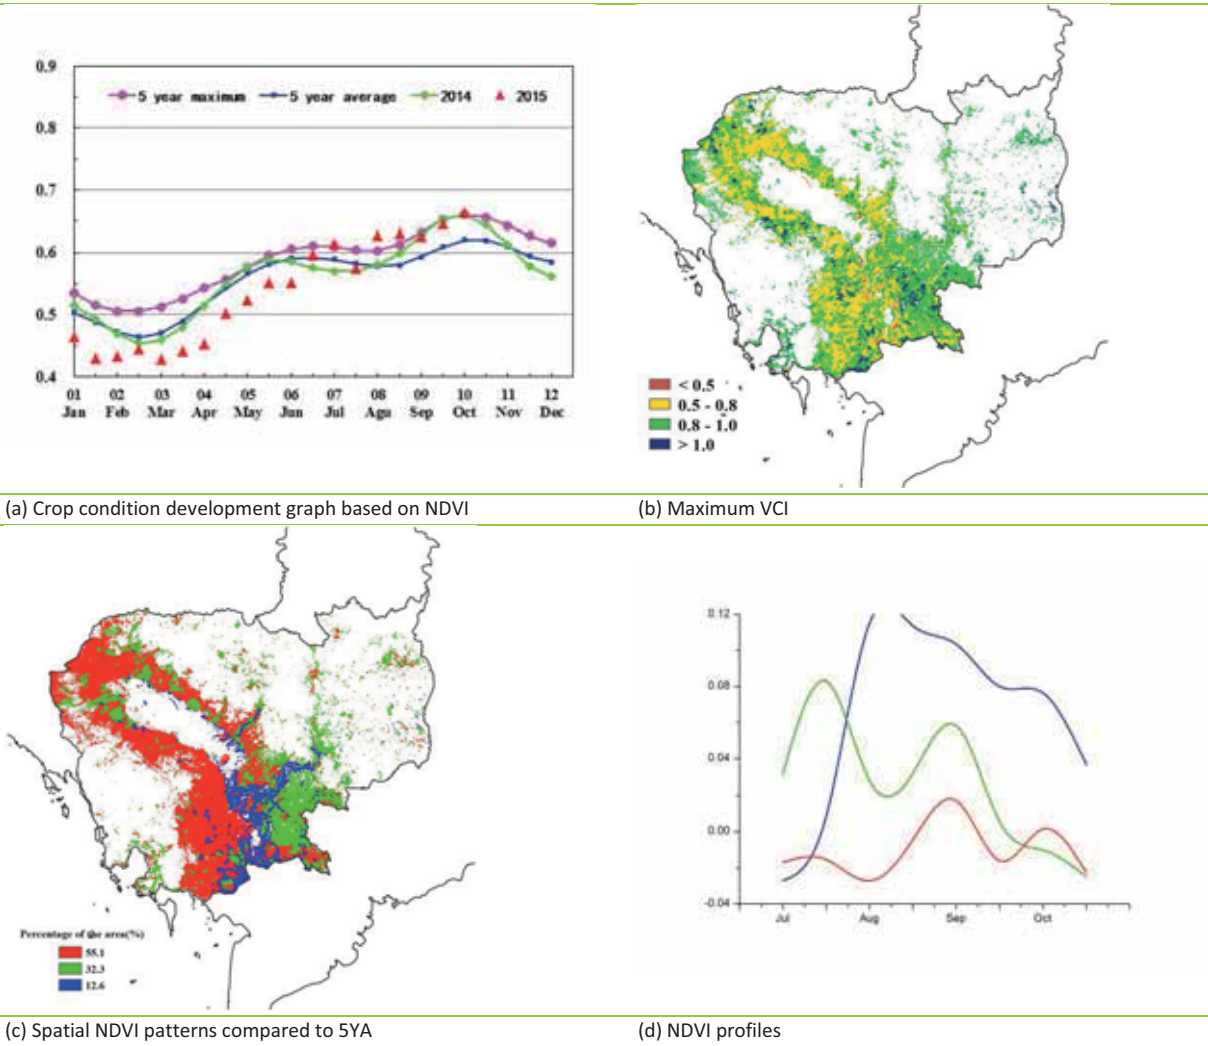 0.9
5 year maximum 5 year average 2014 2015
0.8
0.7
0.6
0.5
0.4
01 02 03 04 05 06 07 08 09 10 11 12
Jan Feb Mar Apr May Jun Jul Agu Sep Oct Nov Dec
< 0.5
0.5 - 0.8
0.8 - 1.0
> 1.0
(a) Crop condition development graph based on NDVI
(b) Maximum VCI
Percentage of the area(%)
55.1
32.3
12.6
0.12
0.08
0.04
0.00
-0.04
Jul Aug Sep Oct
(c) Spatial NDVI patterns compared to 5YA
(d) NDVI profiles